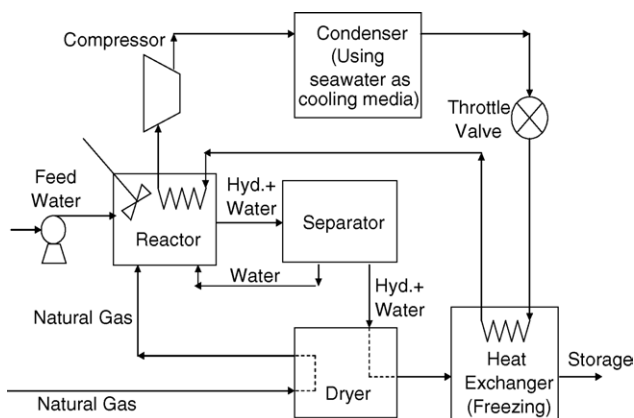 Compressor
Condenser
(Using
seawater as
cooling media)
Throttle
Valve
Feed
Water
Hyd.+
Water
Reactor
Separator
Water
Hyd.+
Water
Natural Gas
Natural Gas
Dryer
Heat
Exchanger
(Freezing)
Storage